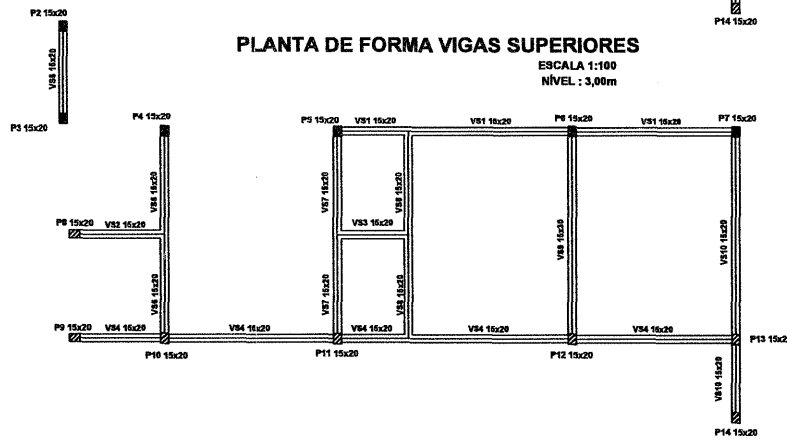 P2 15x20
P14 15x20
PLANTA DE FORMA VIGAS SUPERIORES
ESCALA 1:100
NÍVEL : 3,00m
VS5 15x20
P3 15x20
P4 15x20
P5 15x20
VS1 15x20
VS1 15x20
P6 15x20
VS1 15x20
P7 15x20
VS6 15x20
VS7 15x20
VS8 15x20
P8 15x20
VS2 15x20
VS3 15x20
VS9 15x30
VS10 15x20
VS6 15x20
VS7 15x20
VS8 15x20
P9 15x20
VS4 15x20
VS4 15x20
VS4 15x20
VS4 15x20
VS4 15x20
P13 15x2
P10 15x20
P11 15x20
P12 15x20
VS10 15x20
P14 15x20